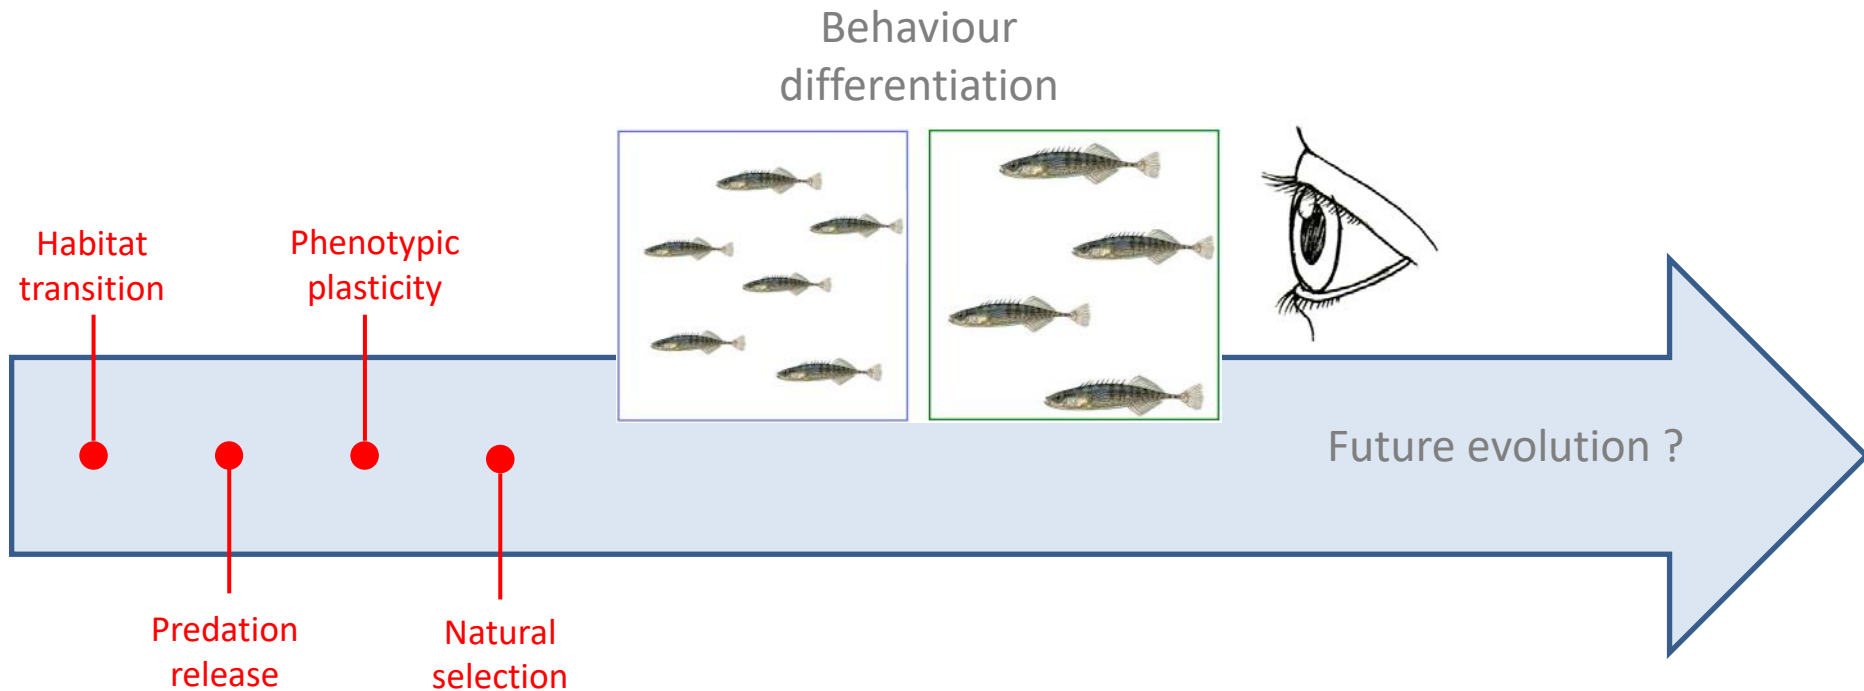 Behaviour
differentiation
Habitat
transition
Phenotypic
plasticity
Future evolution ?
Predation
release
Natural
selection